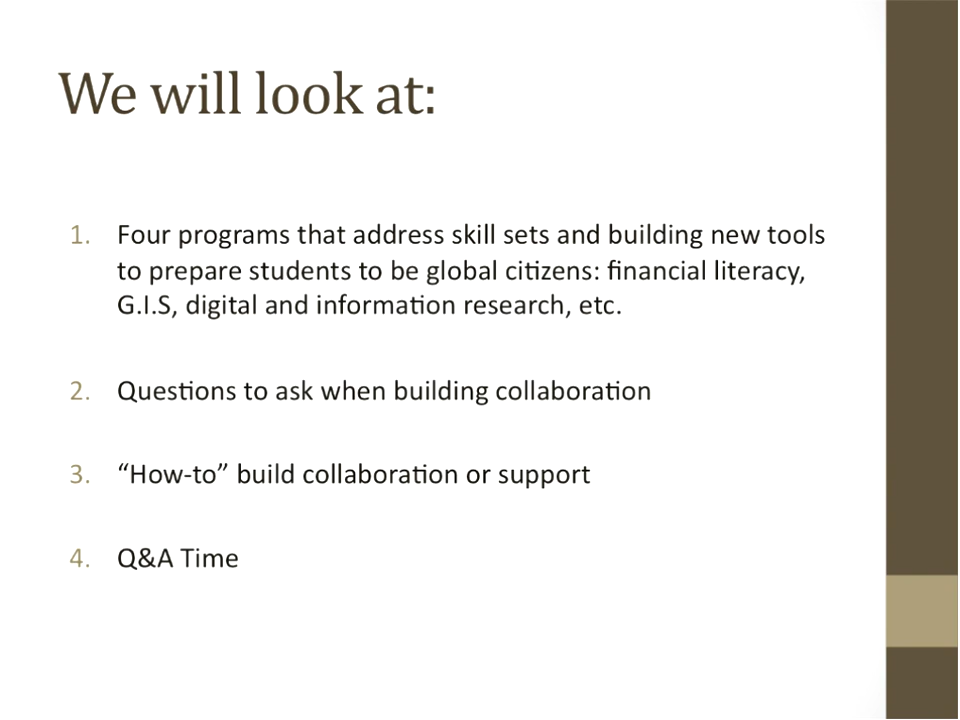 We will look at:
1. Four programs that address skill sets and building new tools
to prepare students to be global citizens: financial literacy,
G.I.S, digital and information research, etc.
2. Questions to ask when building collaboration
3. “How-to” build collaboration or support
4. Q&A Time